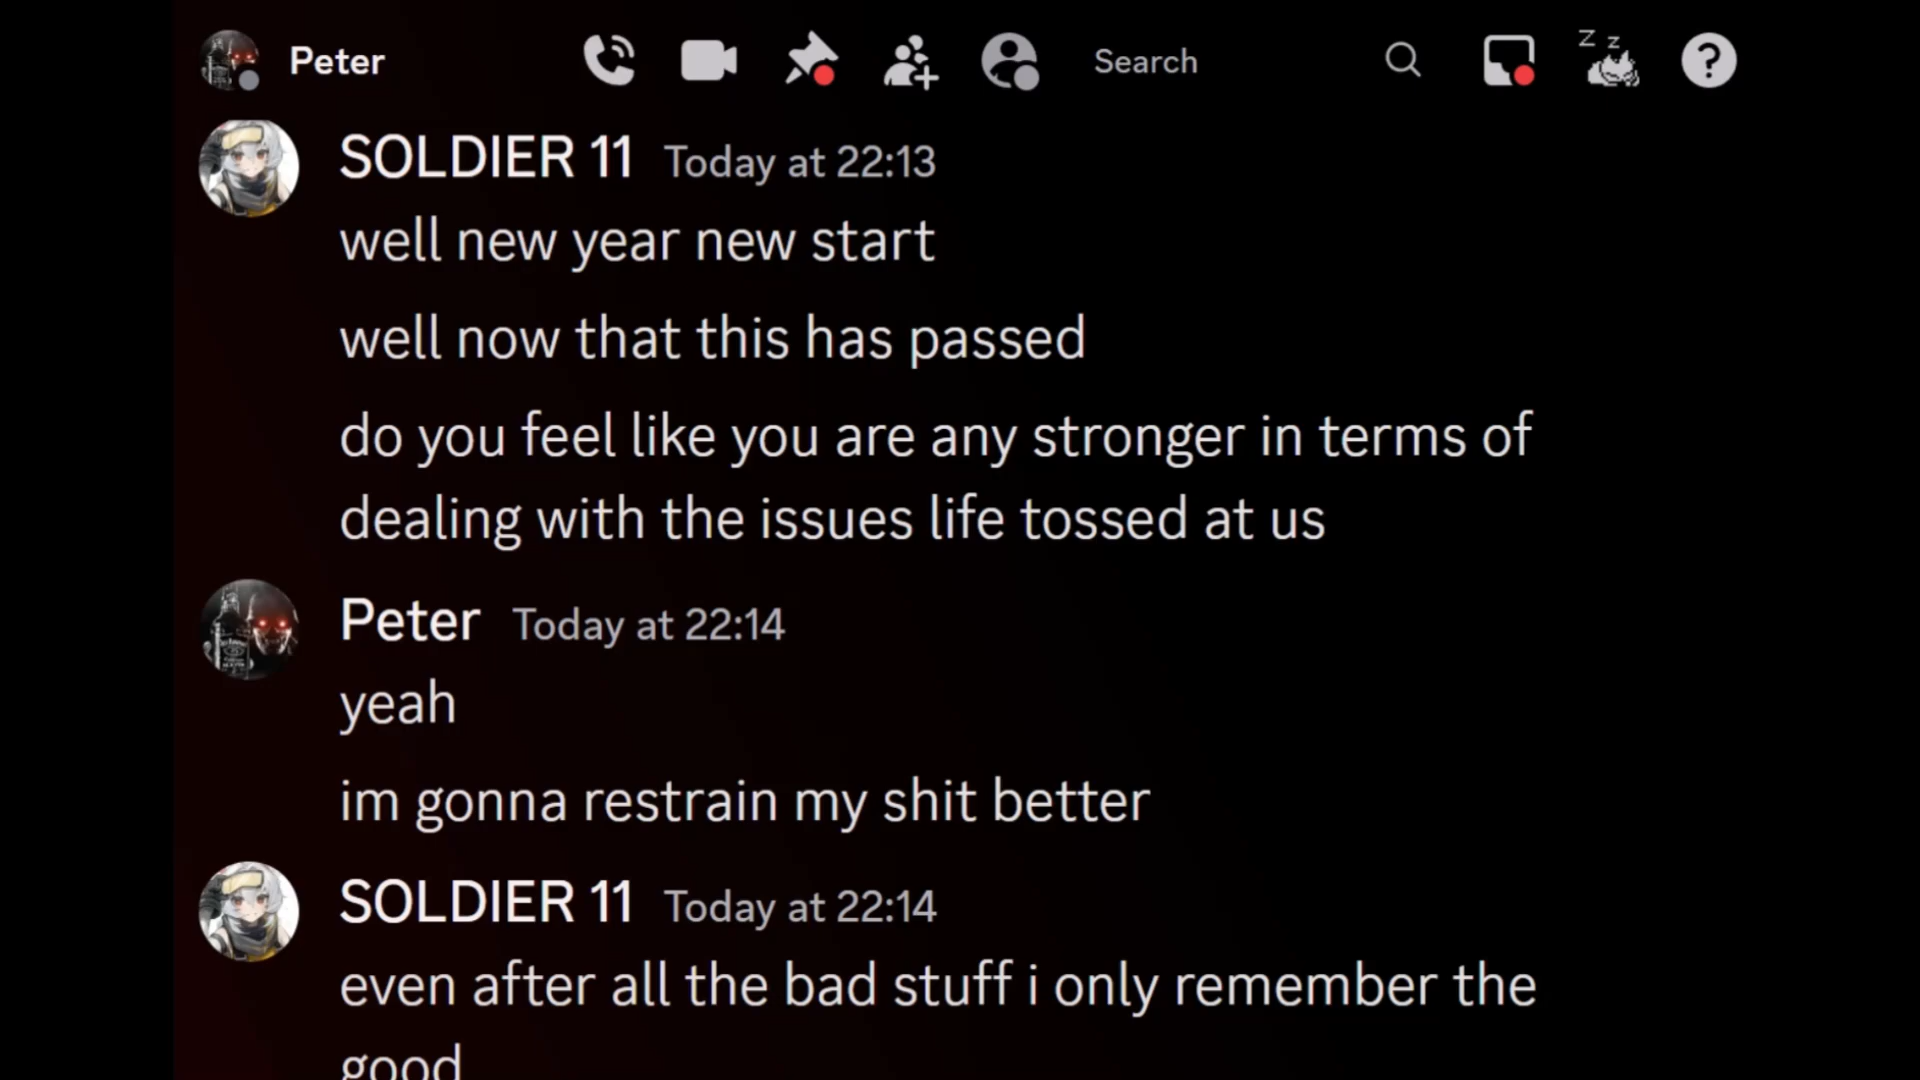 Peter
Search
z z
?
SOLDIER 11 Today at 22:13
well new year new start
well now that this has passed
do you feel like you are any stronger in terms of
dealing with the issues life tossed at us
Peter Today at 22:14
yeah
im gonna restrain my shit better
SOLDIER 11 Today at 22:14
even after all the bad stuff i only remember the
good